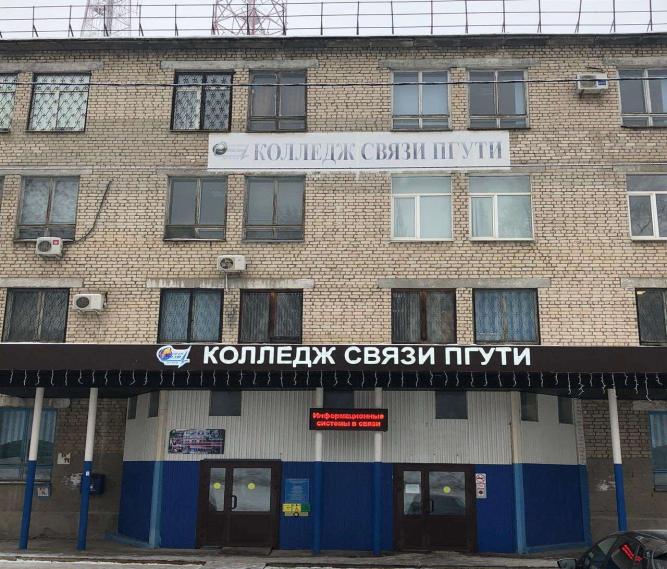 КОЛЛЕДЖ СВЯЗИ ПГУТИ
КОЛЛЕДЖ СВЯЗИ ПГУТИ
Информационные
системы в связи